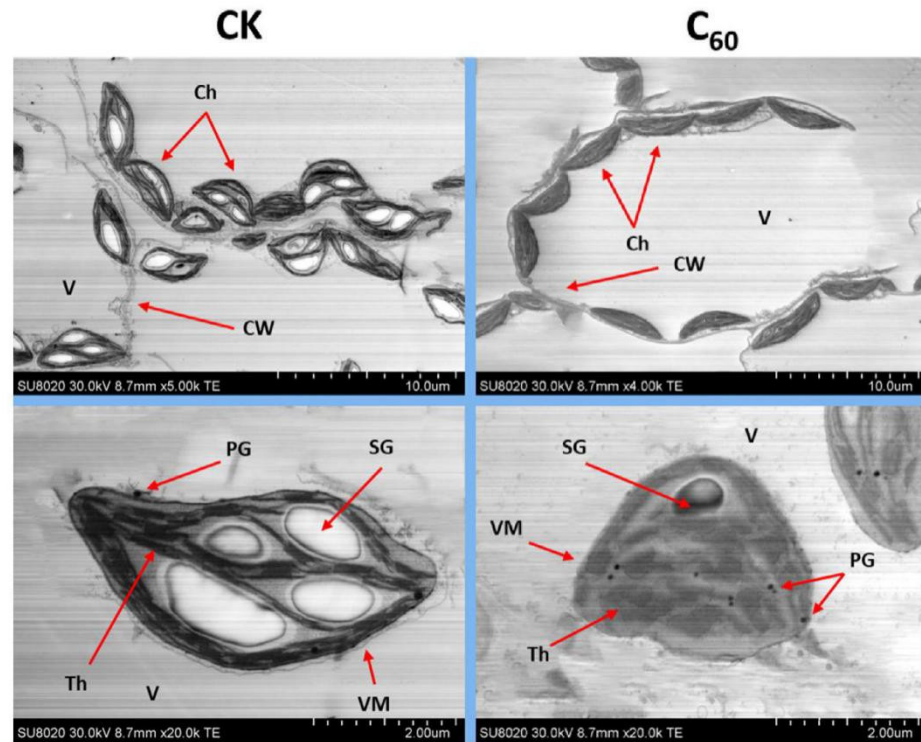 CK
C60
Ch
V
CW
SU8020 30.0kV 8.7mm x5.00k TE
10.0um
V
Ch
CW
SU8020 30.0kV 8.7mm x4.00k TE
10.0um
PG
SG
Th
V
VM
SU8020 30.0kV 8.7mm x20.0k TE
2.00um
V
SG
VM
PG
Th
SU8020 30.0kV 8.7mm x20.0k TE
2.00um